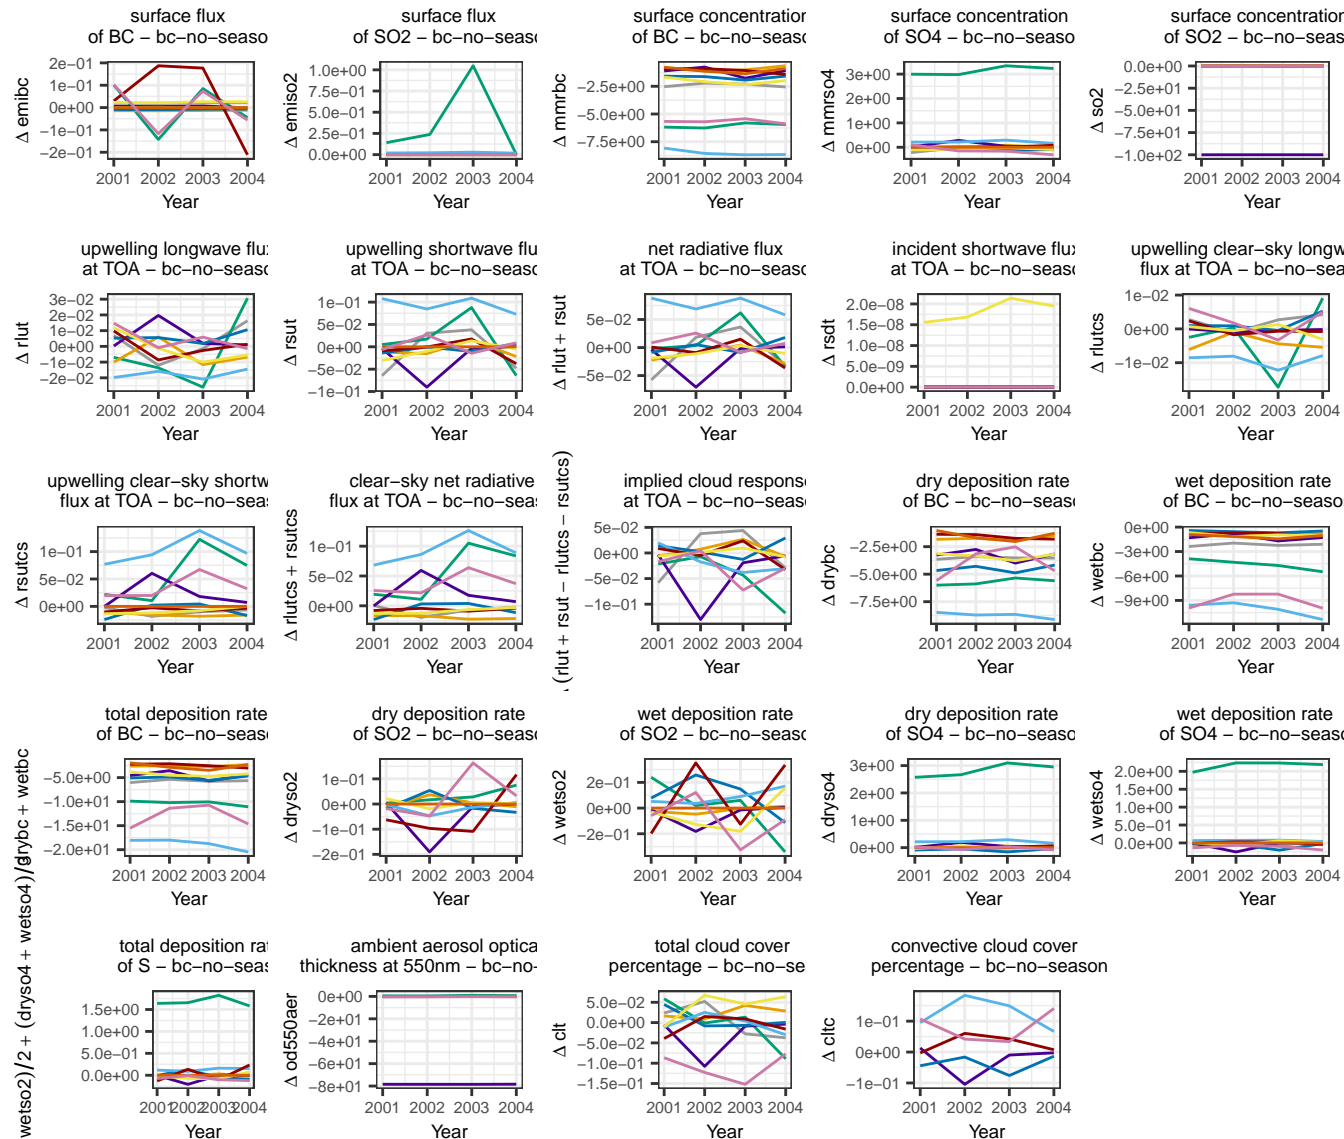 surface flux
of BC − bc−no−seaso
Δ emibc
2e−01
1e−01
0e+00
−1e−01
−2e−01
2001 2002 2003 2004
Year
surface flux
of SO2 − bc−no−seaso
Δ emiso2
1.0e+00
5.0e−01
0.0e+00
2001 2002 2003 2004
Year
surface concentration
of BC − bc−no−seaso
Δ mmrbc
−2.5e+00
−5.0e+00
−7.5e+00
2001 2002 2003 2004
Year
surface concentration
of SO4 − bc−no−seaso
Δ mmrso4
3e+00
2e+00
1e+00
0e+00
2001 2002 2003 2004
Year
surface concentration
of SO2 − bc−no−seaso
Δ so2
0.0e+00
−2.5e+01
−5.0e+01
−7.5e+01
−1.0e+02
2001 2002 2003 2004
Year
upwelling longwave flux
at TOA − bc−no−seaso
Δ rlut
3e−02
2e−02
1e−02
0e+00
−1e−02
−2e−02
2001 2002 2003 2004
Year
upwelling shortwave flu
at TOA − bc−no−seaso
Δ rsut
1e−01
5e−02
0e+00
−5e−02
−1e−01
2001 2002 2003 2004
Year
net radiative flux
at TOA − bc−no−seaso
Δ rlut + rsut
5e−02
0e+00
−5e−02
2001 2002 2003 2004
Year
incident shortwave flux
at TOA − bc−no−seaso
Δ rsdt
2.0e−08
1.5e−08
1.0e−08
5.0e−09
0.0e+00
2001 2002 2003 2004
Year
upwelling clear−sky longw
flux at TOA − bc−no−seas
Δ rlutcs
1e−02
0e+00
−1e−02
2001 2002 2003 2004
Year
upwelling clear−sky shortw
flux at TOA − bc−no−seas
Δ rsutcs
1e−01
5e−02
0e+00
2001 2002 2003 2004
Year
clear−sky net radiative
flux at TOA − bc−no−seas
Δ rlutcs + rsutcs
1e−01
5e−02
0e+00
2001 2002 2003 2004
Year
implied cloud response
at TOA − bc−no−seaso
(rlut + rsut − rlutcs − rsutcs)
5e−02
0e+00
−5e−02
−1e−01
2001 2002 2003 2004
Year
dry deposition rate
of BC − bc−no−seaso
Δ drybc
−2.5e+00
−5.0e+00
−7.5e+00
2001 2002 2003 2004
Year
wet deposition rate
of BC − bc−no−seaso
Δ wetbc
0e+00
−3e+00
−6e+00
−9e+00
2001 2002 2003 2004
Year
total deposition rate
of BC − bc−no−seaso
drybc + wetbc
−5.0e+00
−1.0e+01
−1.5e+01
−2.0e+01
2001 2002 2003 2004
Year
dry deposition rate
of SO2 − bc−no−seaso
Δ dryso2
1e−01
0e+00
−1e−01
−2e−01
2001 2002 2003 2004
Year
wet deposition rate
of SO2 − bc−no−seaso
Δ wetso2
2e−01
0e+00
−2e−01
2001 2002 2003 2004
Year
dry deposition rate
of SO4 − bc−no−seaso
Δ dryso4
3e+00
2e+00
1e+00
0e+00
2001 2002 2003 2004
Year
wet deposition rate
of SO4 − bc−no−seaso
Δ wetso4
2.0e+00
1.5e+00
1.0e+00
5.0e−01
0.0e+00
2001 2002 2003 2004
Year
total deposition rat
of S − bc−no−seas
wetso2)/2 + (dryso4 + wetso4)/
1.5e+00
1.0e+00
5.0e−01
0.0e+00
2001 2002 2003 2004
Year
ambient aerosol optica
thickness at 550nm − bc−no−
Δ od550aer
0e+00
−2e+01
−4e+01
−6e+01
−8e+01
2001 2002 2003 2004
Year
total cloud cover
percentage − bc−no−se
Δ clt
5.0e−02
0.0e+00
−5.0e−02
−1.0e−01
−1.5e−01
2001 2002 2003 2004
Year
convective cloud cover
percentage − bc−no−season
Δ cltc
1e−01
0e+00
−1e−01
2001 2002 2003 2004
Year